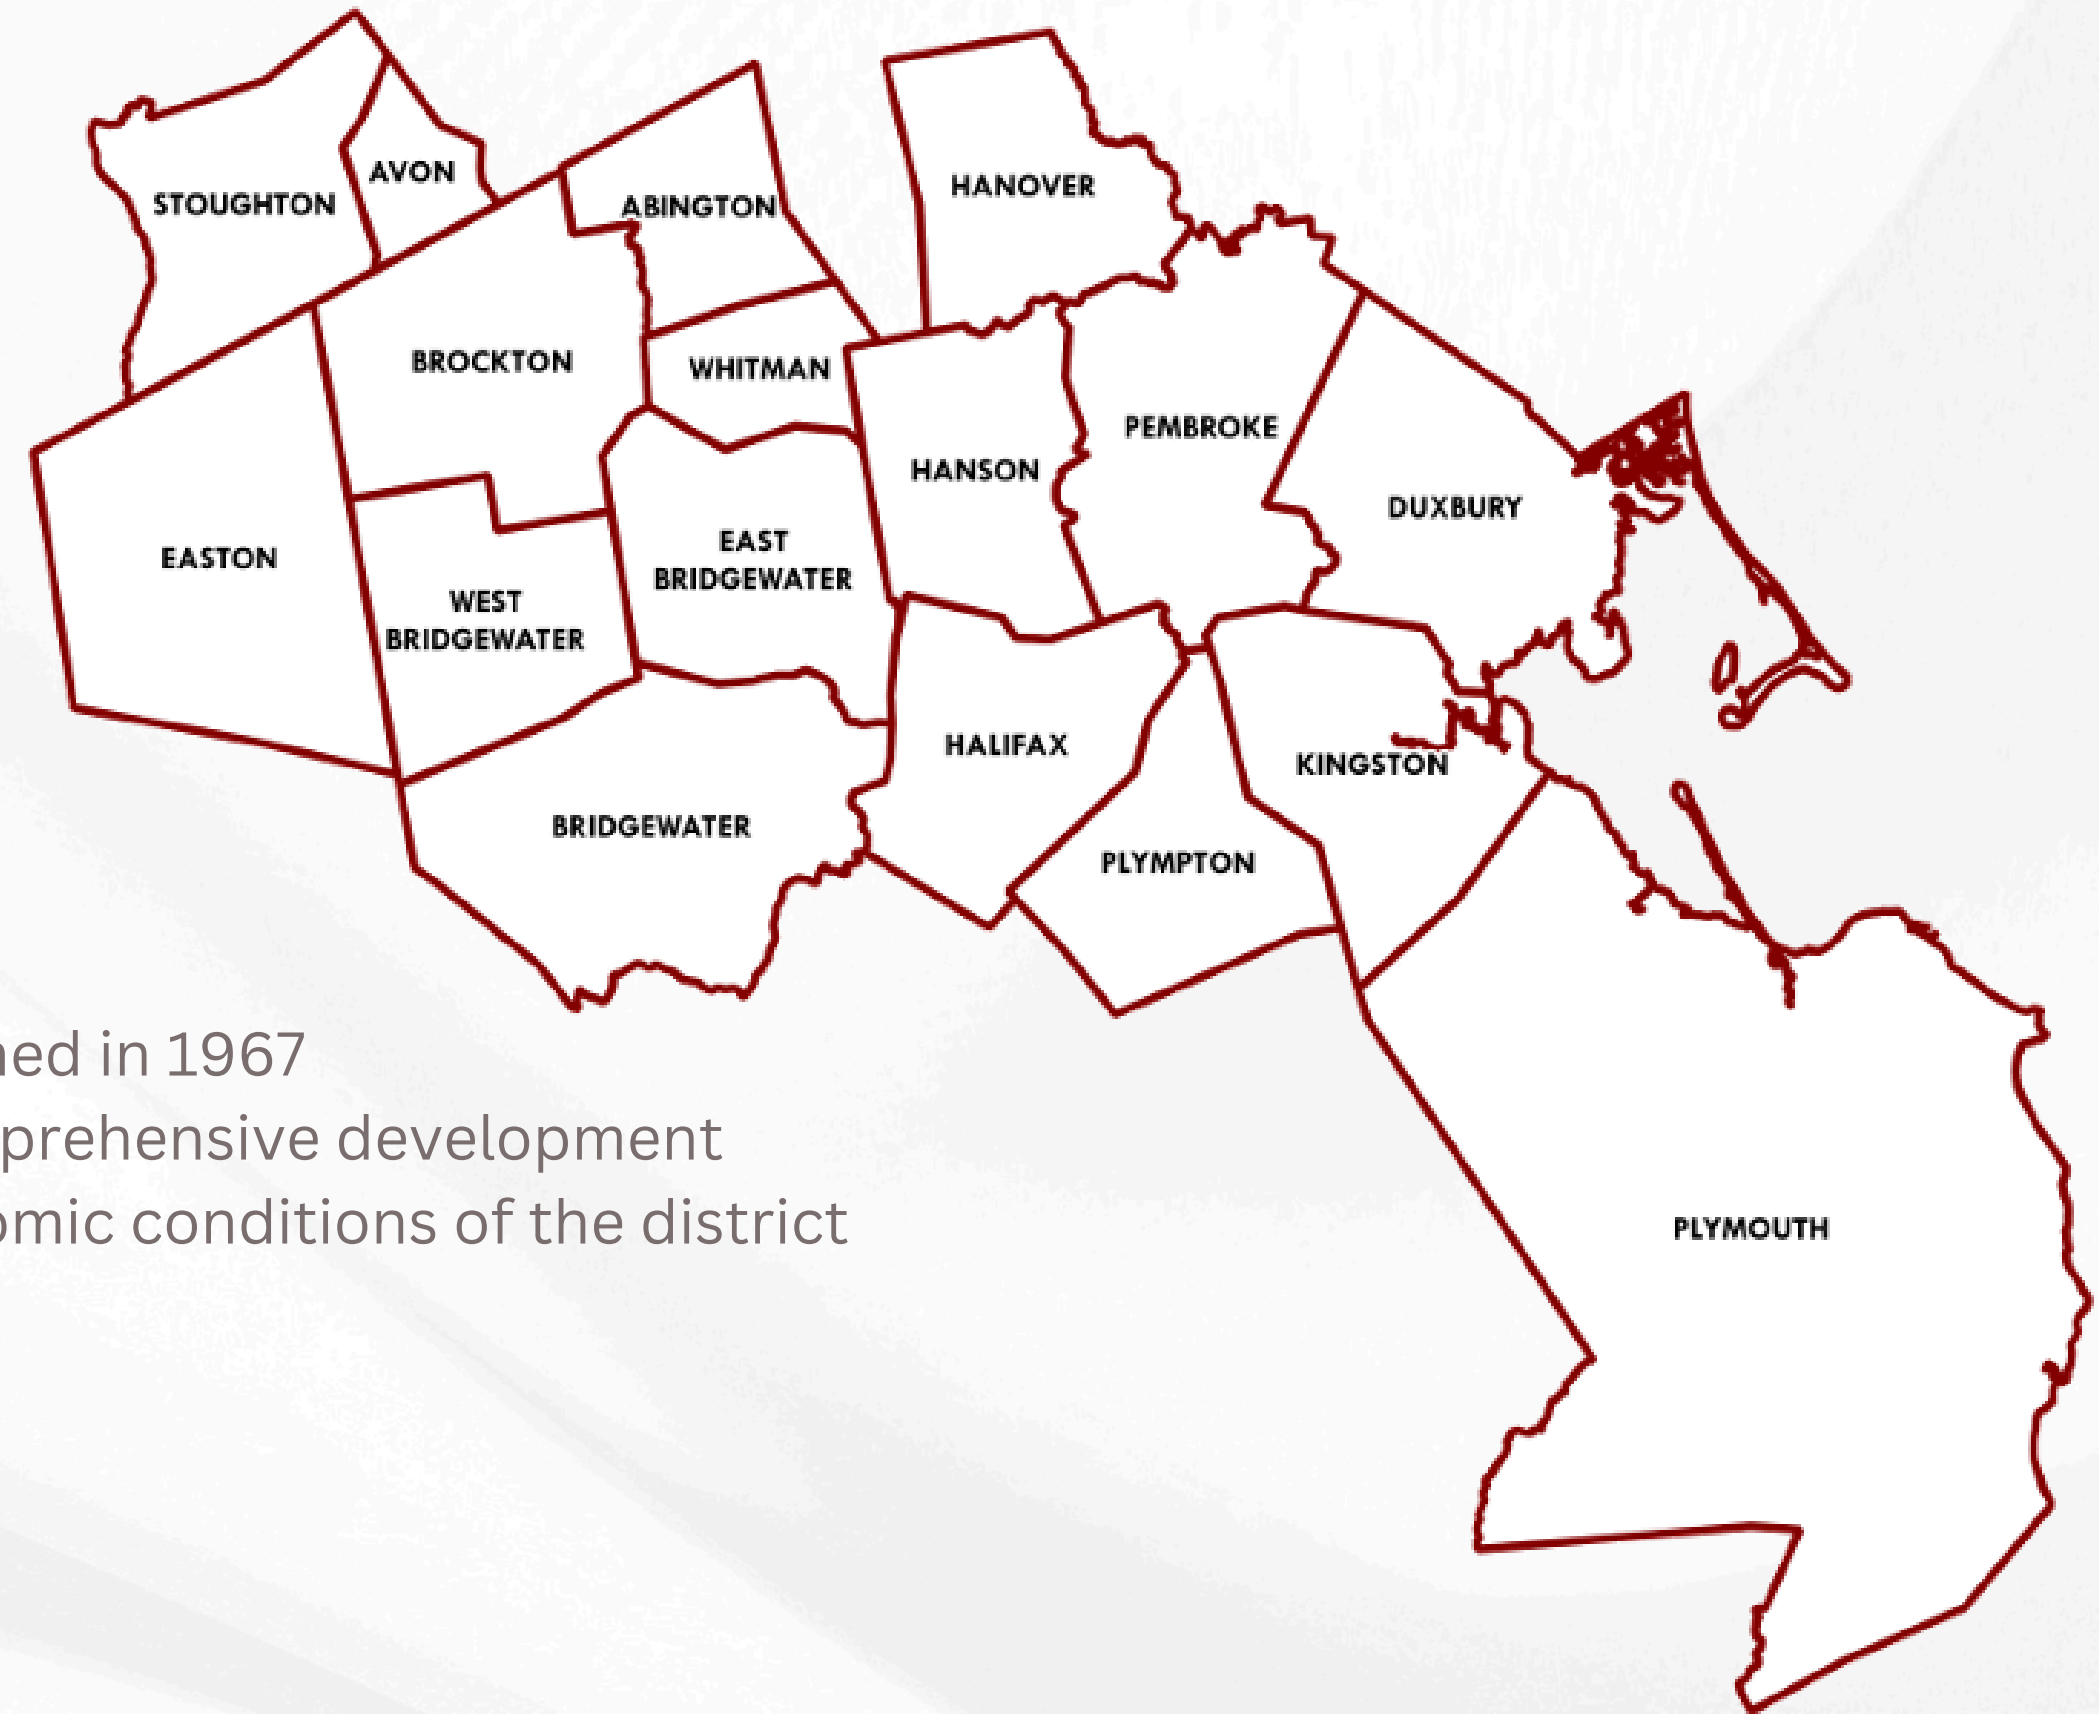 AVON
HANOVER
STOUGHTON
ABINGTON
BROCKTON
WHITMAN
PEMBROKE
HANSON
DUXBURY
EAST
BRIDGEWATER
EASTON
WEST
BRIDGEWATER
HALIFAX
KINGSTON
BRIDGEWATER
PLYMPTON
ned in 1967
prehensive development
omic conditions of the district
PLYMOUTH